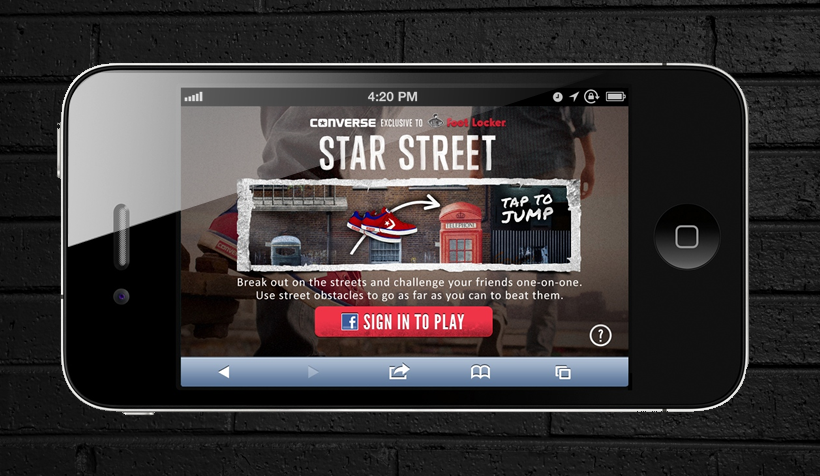 4:20 PM
CONVERSE EXCLUSIVE TO Foot Locker
STAR STREET
TAP TO
JUMP
TELEPHONE
Break out on the streets and challenge your friends one-on-one.
Use street obstacles to go as far as you can to beat them.
f SIGN IN TO PLAY
?